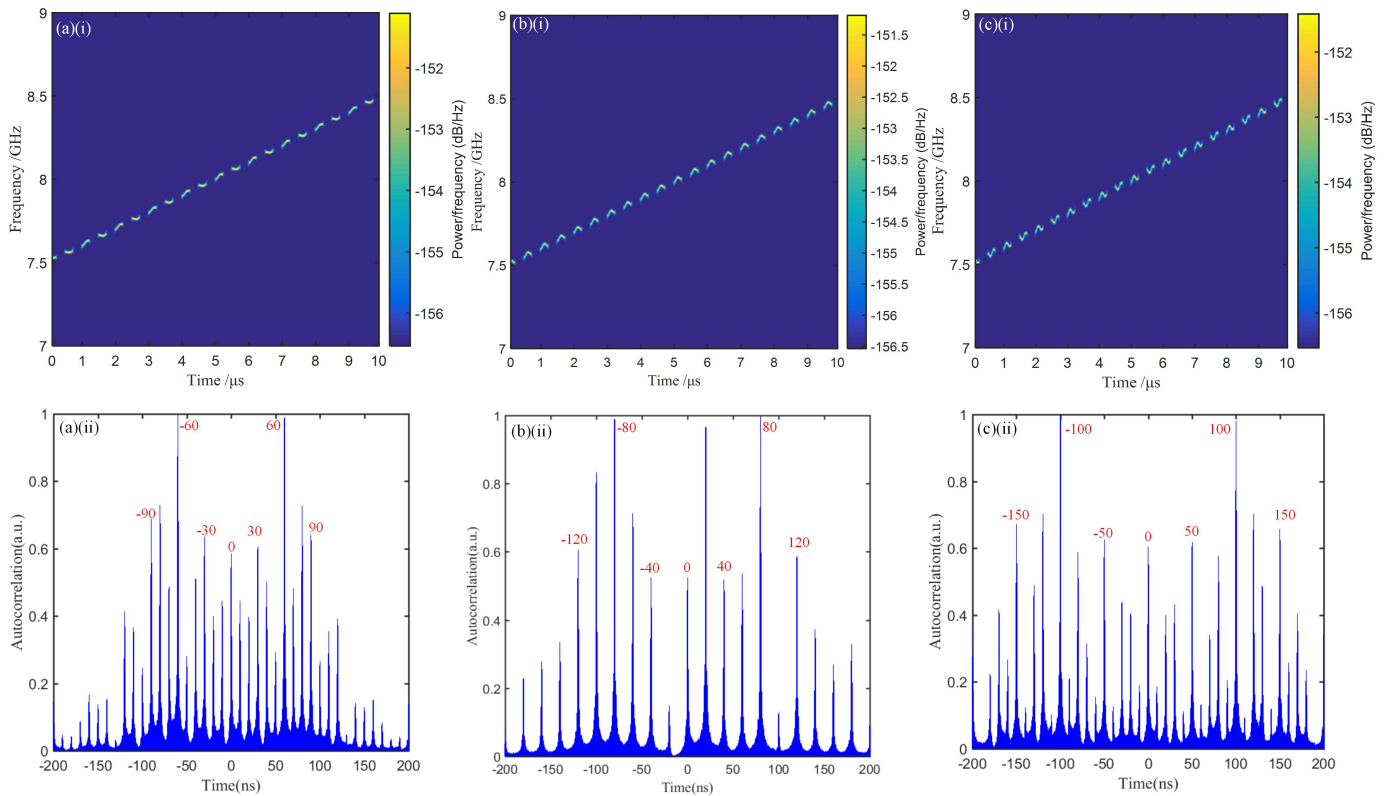 (a)(i)
9
8.5
8
7.5
7
Frequency /GHz
0 1 2 3 4 5 6 7 8 9 10
Time /μs
-152
-153
-154
-155
-156
Power/frequency (dB/Hz)
(b)(i)
9
8.5
8
7.5
7
Frequency /GHz
0 1 2 3 4 5 6 7 8 9 10
Time /μs
-151.5
-152
-152.5
-153
-153.5
-154
-154.5
-155
-155.5
-156
-156.5
Power/frequency (dB/Hz)
(c)(i)
9
8.5
8
7.5
7
Frequency /GHz
0 1 2 3 4 5 6 7 8 9 10
Time /μs
-152
-153
-154
-155
-156
Power/frequency (dB/Hz)
(a)(ii)
-60 60
-90 -30 0 30 90
1
0.8
0.6
0.4
0.2
0
Autocorrelation(a.u.)
-200 -150 -100 -50 0 50 100 150 200
Time(ns)
(b)(ii)
-80 80
-120 -40 0 40 120
1
0.8
0.6
0.4
0.2
0
Autocorrelation(a.u.)
-200 -150 -100 -50 0 50 100 150 200
Time(ns)
(c)(ii)
-100 100
-150 -50 0 50 150
1
0.8
0.6
0.4
0.2
0
Autocorrelation(a.u.)
-200 -150 -100 -50 0 50 100 150 200
Time(ns)